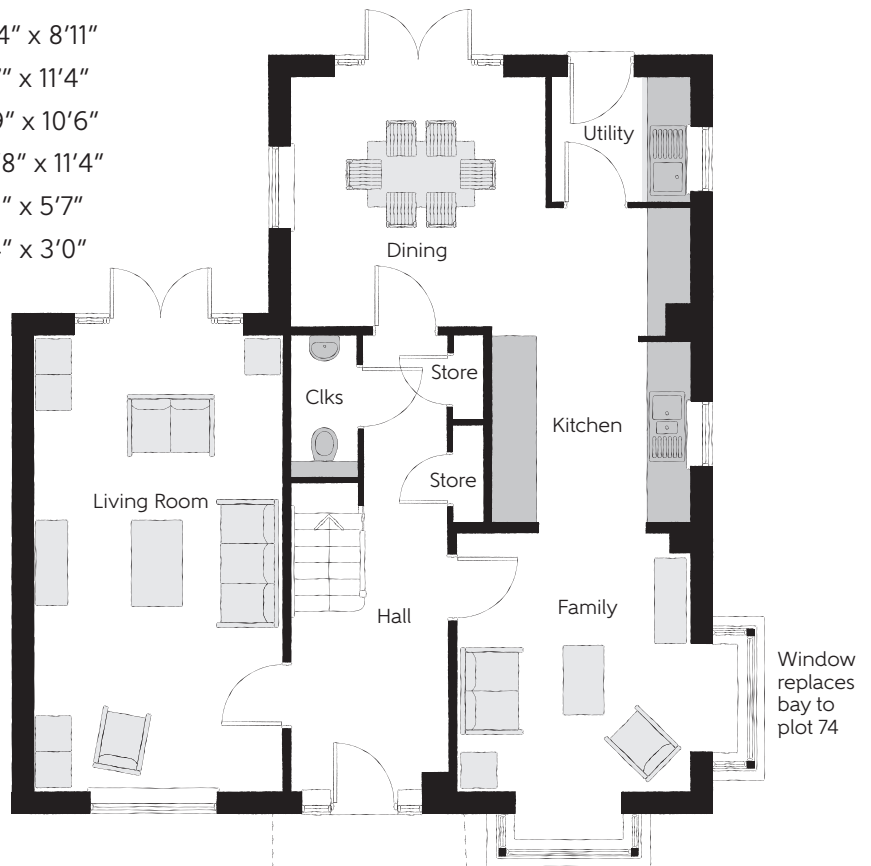 4” x 8’11”
” x 11’4”
9” x 10’6”
’8” x 11’4”
” x 5’7”
” x 3’0”
Utility
Dining
Store
Clks
Kitchen
Store
Living Room
Family
Hall
Window
replaces
bay to
plot 74